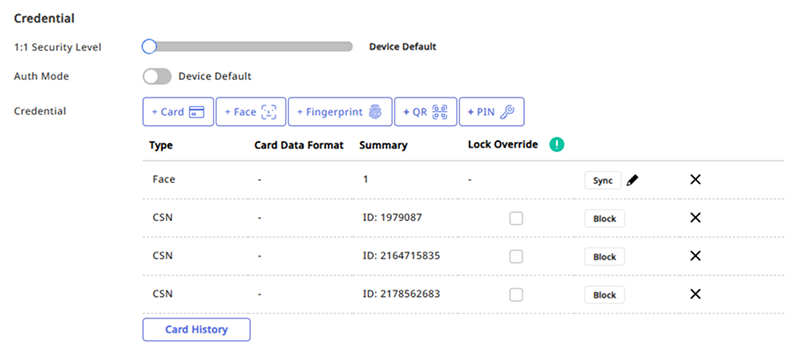 Credential
1:1 Security Level Device Default
Auth Mode Device Default
Credential + Card + Face + Fingerprint + QR + PIN
Type Card Data Format Summary Lock Override !
Face - 1 - Sync
CSN - ID: 1979087 Block
CSN - ID: 2164715835 Block
CSN - ID: 2178562683 Block
Card History